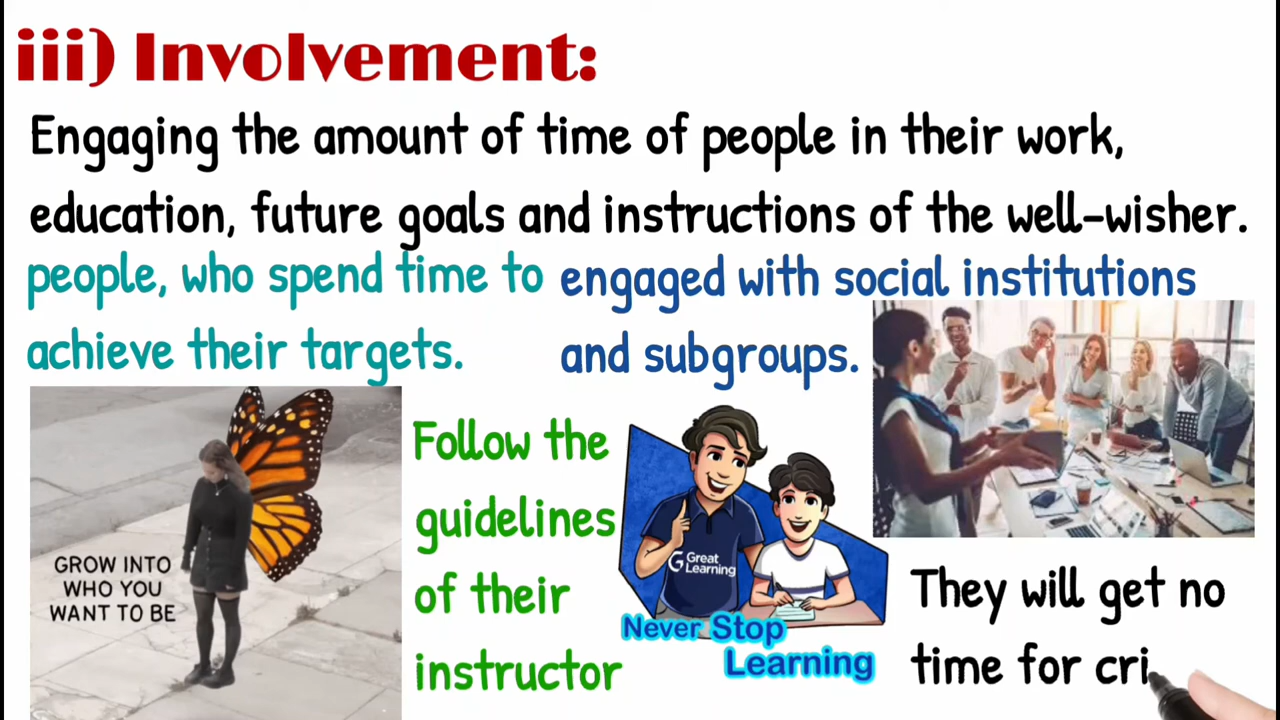 iii) Involvement:
Engaging the amount of time of people in their work,
education, future goals and instructions of the well-wisher.
people, who spend time to
achieve their targets.
engaged with social institutions
and subgroups.
GROW INTO
WHO YOU
WANT TO BE
Follow the
guidelines
of their
instructor
Great
Learning
Never Stop
Learning
They will get no
time for cri